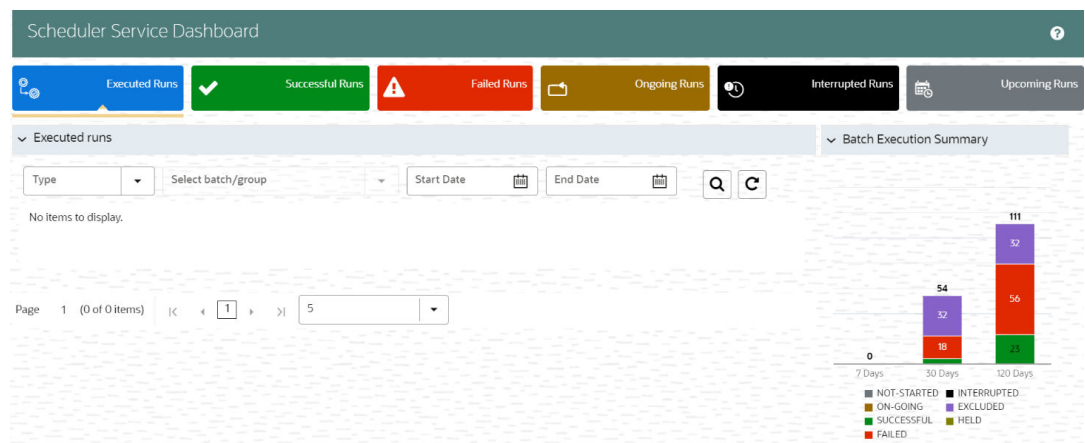 Scheduler Service Dashboard
Executed Runs
Successful Runs
Failed Runs
Ongoing Runs
Interrupted Runs
Upcoming Runs
Executed runs
Batch Execution Summary
Type
Select batch/group
Start Date
End Date
No items to display.
Page 1 (0 of 0 items) 1 5
111
32
54
56
32
18
23
0
7 Days 30 Days 120 Days
NOT-STARTED INTERRUPTED
ON-GOING EXCLUDED
SUCCESSFUL HELD
FAILED